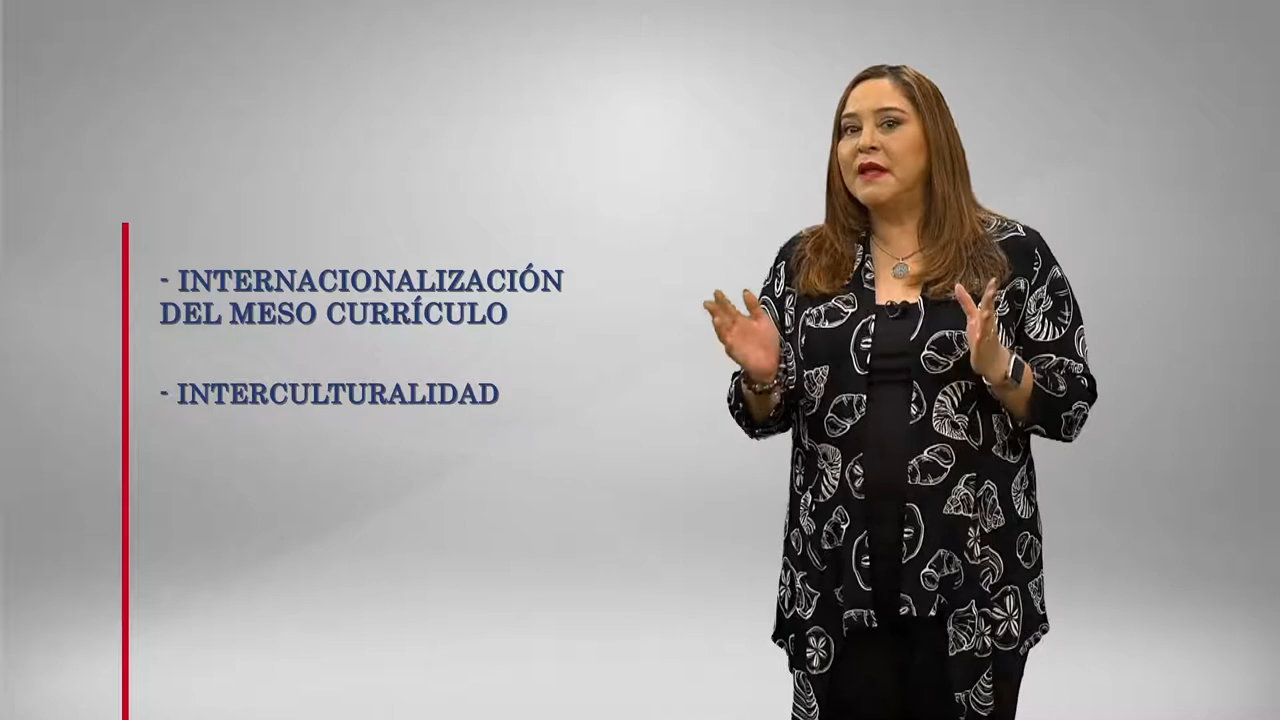 - INTERNACIONALIZACIÓN
DEL MESO CURRÍCULO
- INTERCULTURALIDAD